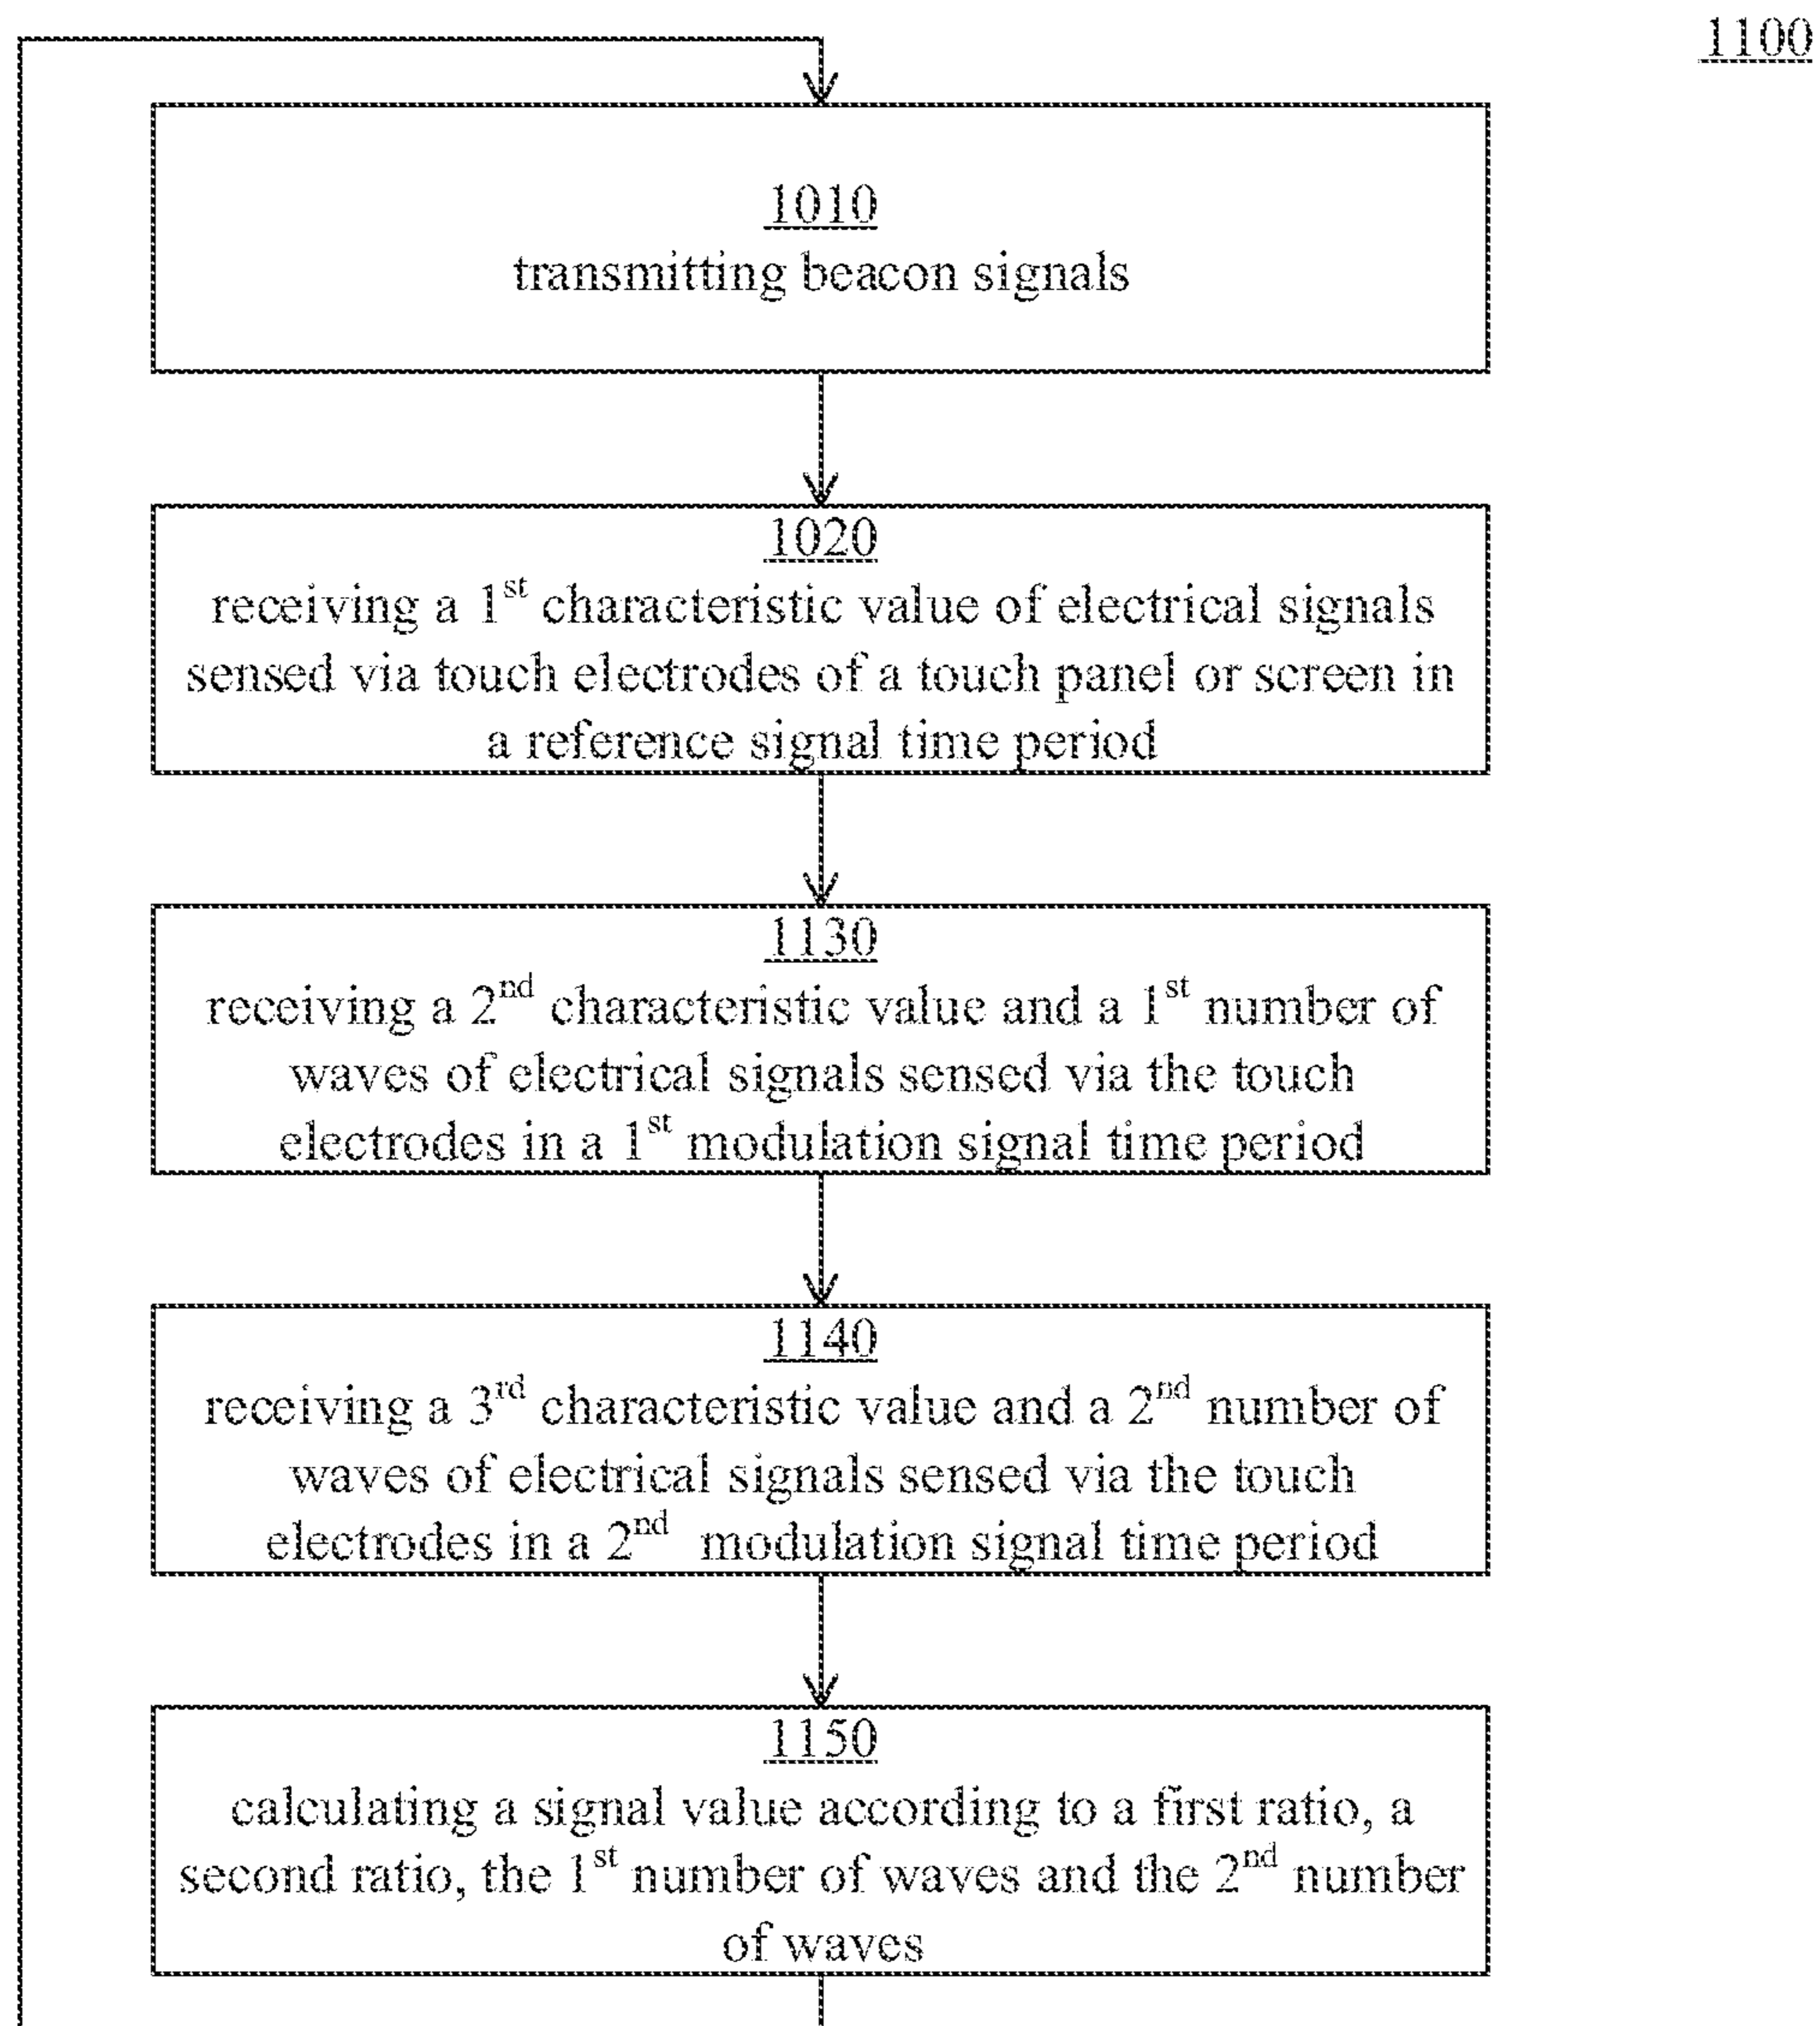 1100
1010
transmitting beacon signals
1020
receiving a 1st characteristic value of electrical signals
sensed via touch electrodes of a touch panel or screen in
a reference signal time period
1130
receiving a 2nd characteristic value and a 1st number of
waves of electrical signals sensed via the touch
electrodes in a 1st modulation signal time period
1140
receiving a 3rd characteristic value and a 2nd number of
waves of electrical signals sensed via the touch
electrodes in a 2nd modulation signal time period
1150
calculating a signal value according to a first ratio, a
second ratio, the 1st number of waves and the 2nd number
of waves